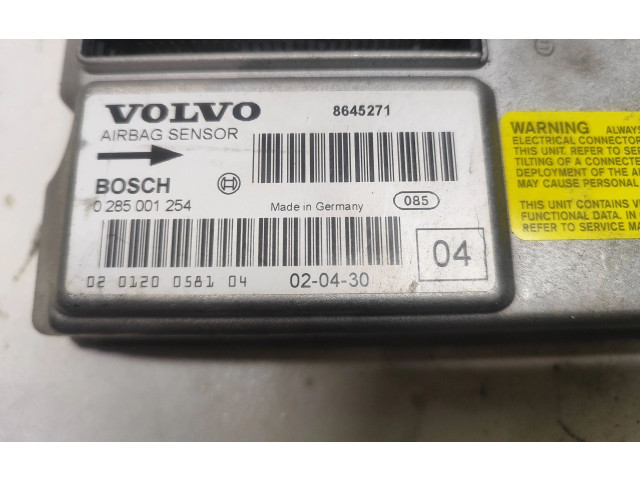 VOLVO
8645271
AIRBAG SENSOR
BOSCH
0 285 001 254
Made in Germany
085
04
02 0120 0581 04
02-04-30
WARNING ALWAYS
ELECTRICAL CONNECTOR
THIS UNIT. REFER TO SER
TILTING OF A CONNECTE
DEPLOYMENT OF THE AI
MAY CAUSE PERSONAL
THIS UNIT CONTAINS V
FUNCTIONAL DATA. IN
REFER TO SERVICE MA